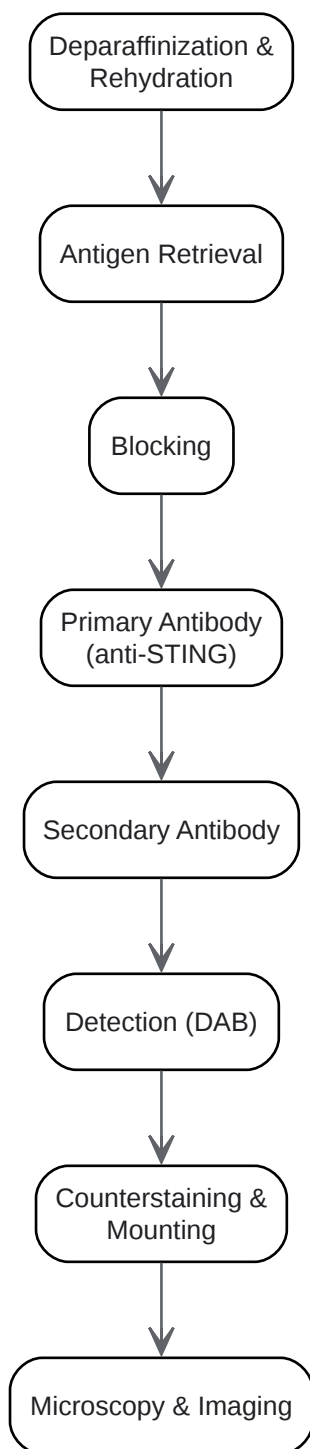 Deparaffinization &
Rehydration
Antigen Retrieval
Blocking
Primary Antibody
(anti-STING)
Secondary Antibody
Detection (DAB)
Counterstaining &
Mounting
Microscopy & Imaging